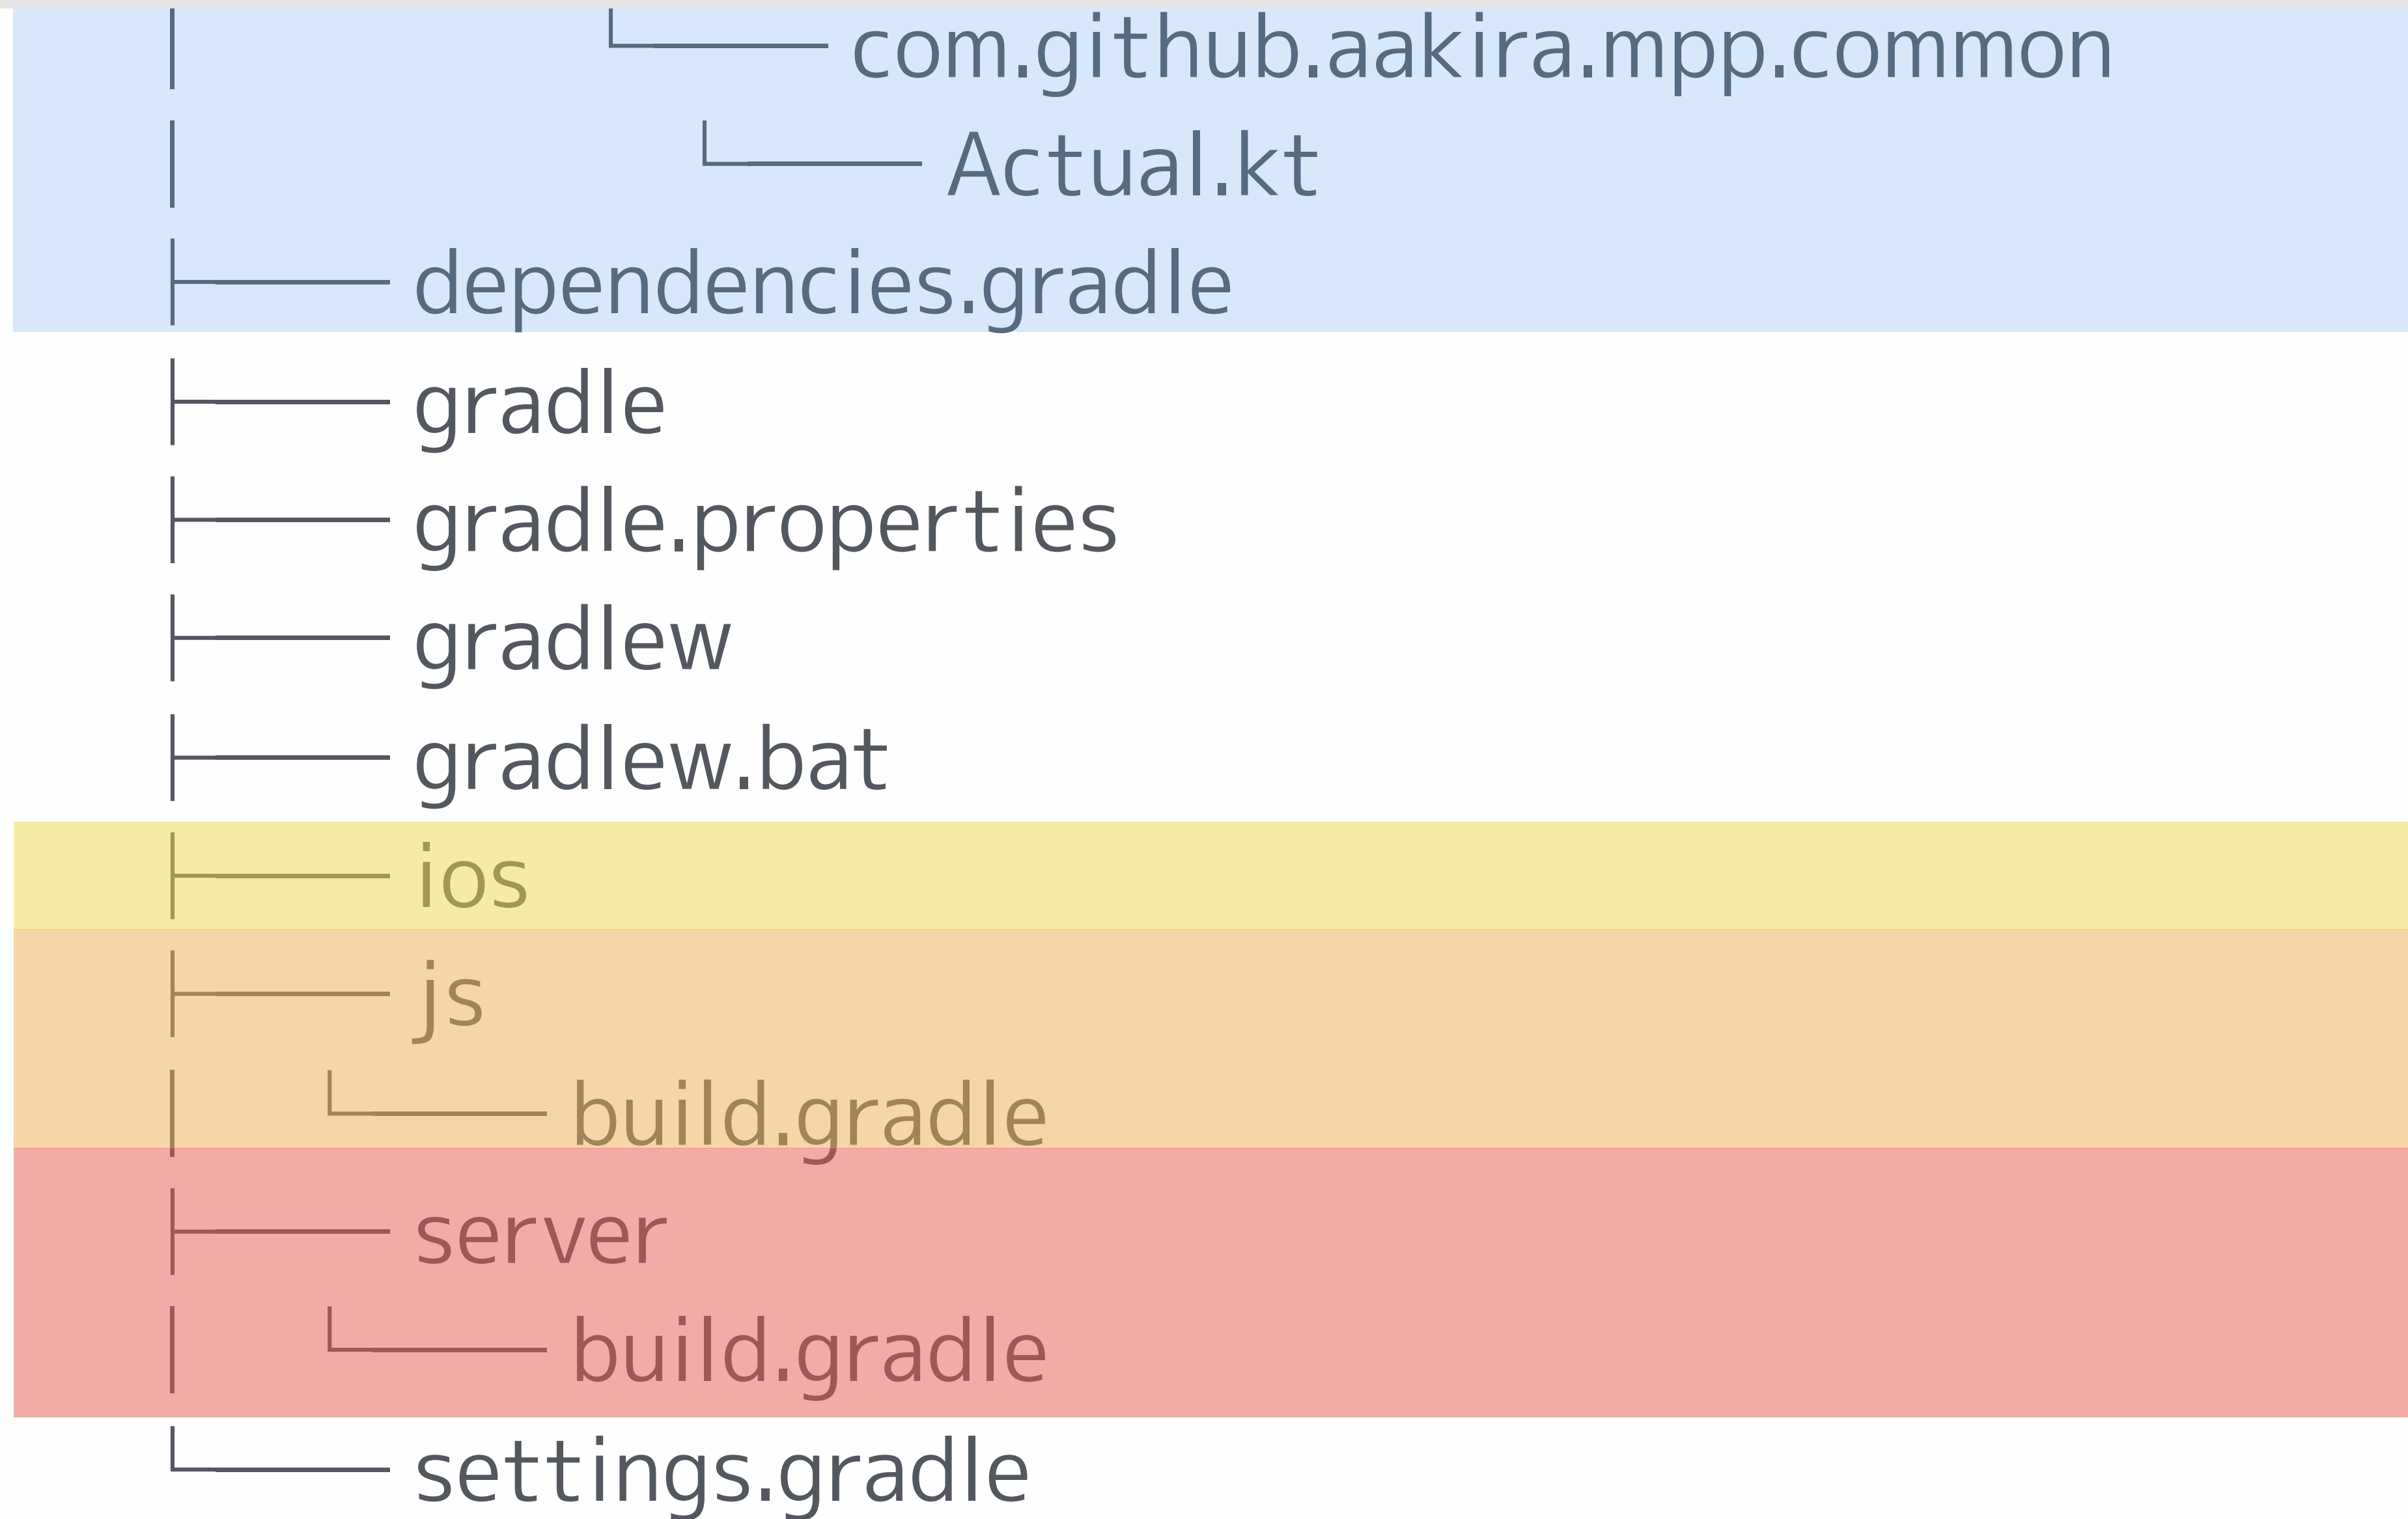 com.github.aakira.mpp.common
Actual.kt
dependencies.gradle
gradle
gradle.properties
gradlew
gradlew.bat
ios
js
build.gradle
server
build.gradle
settings.gradle